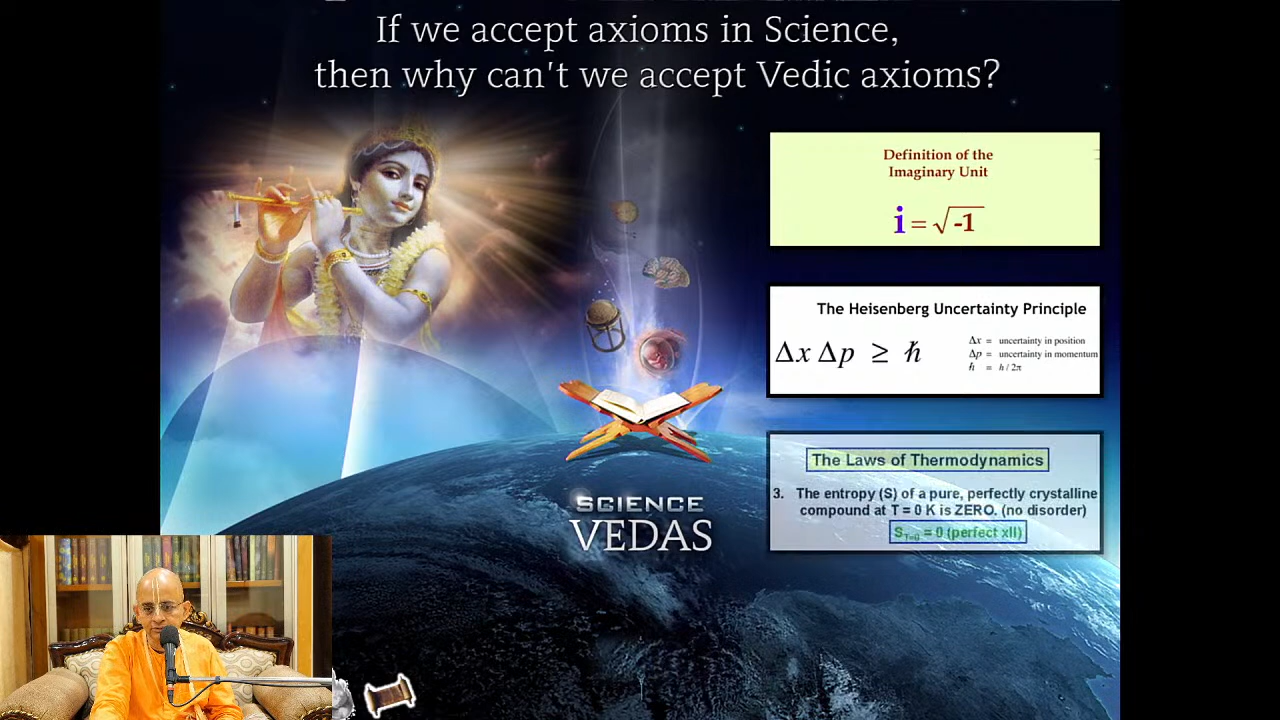 If we accept axioms in Science,
then why can't we accept Vedic axioms?
Definition of the
Imaginary Unit
i = √-1
The Heisenberg Uncertainty Principle
Δx Δp ≥ ℏ
Δx = uncertainty in position
Δp = uncertainty in momentum
ℏ = h / 2π
The Laws of Thermodynamics
3. The entropy (S) of a pure, perfectly crystalline
compound at T = 0 K is ZERO. (no disorder)
S_T=0 = 0 (perfect xll)
SCIENCE
VEDAS